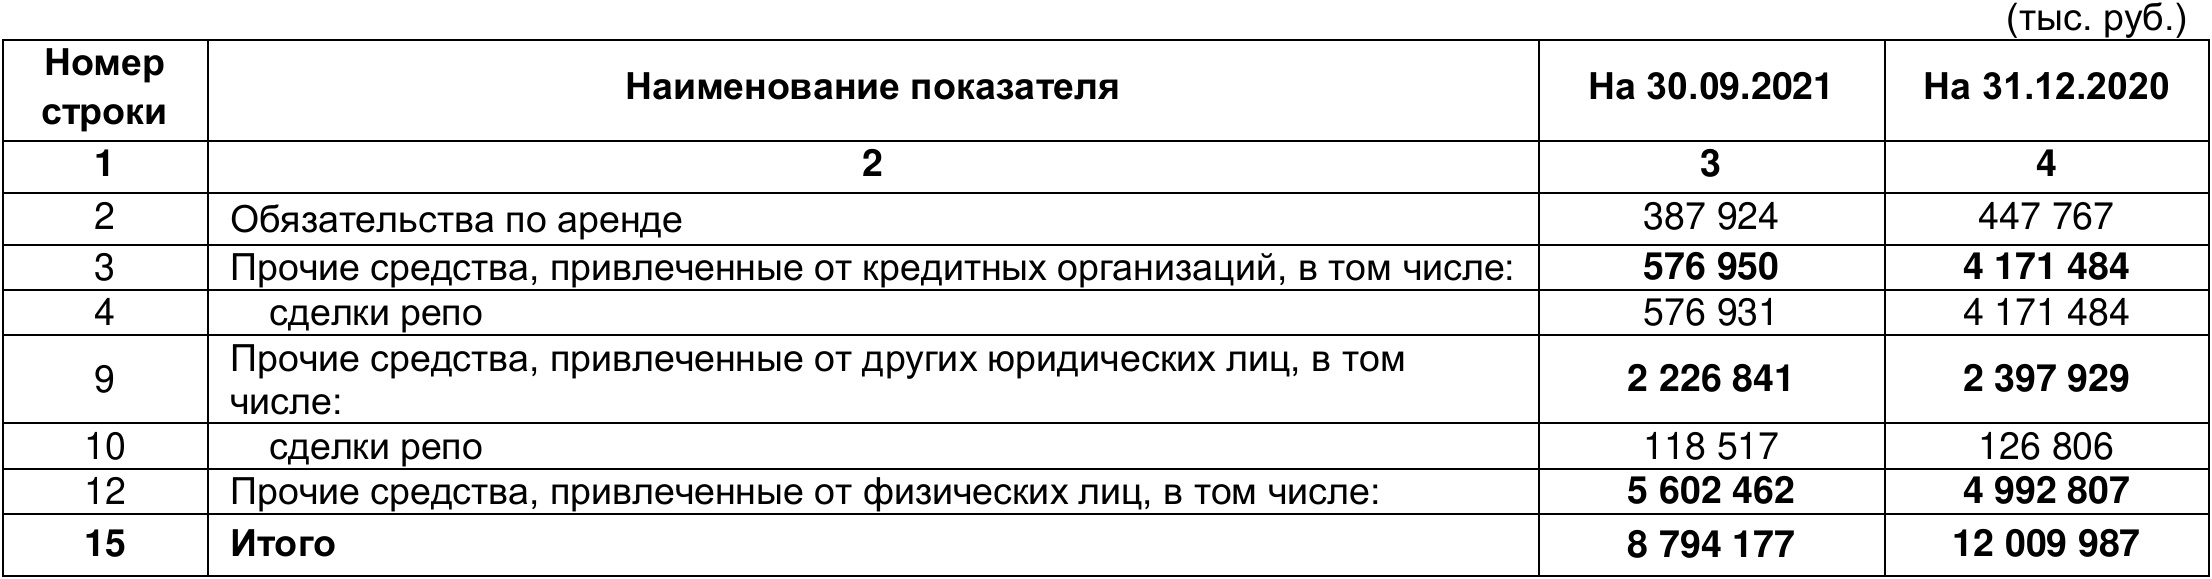 (тыс. руб.)
Номер строки Наименование показателя На 30.09.2021 На 31.12.2020
1 2 3 4
2 Обязательства по аренде 387 924 447 767
3 Прочие средства, привлеченные от кредитных организаций, в том числе: 576 950 4 171 484
4 сделки репо 576 931 4 171 484
9 Прочие средства, привлеченные от других юридических лиц, в том числе: 2 226 841 2 397 929
10 сделки репо 118 517 126 806
12 Прочие средства, привлеченные от физических лиц, в том числе: 5 602 462 4 992 807
15 Итого 8 794 177 12 009 987